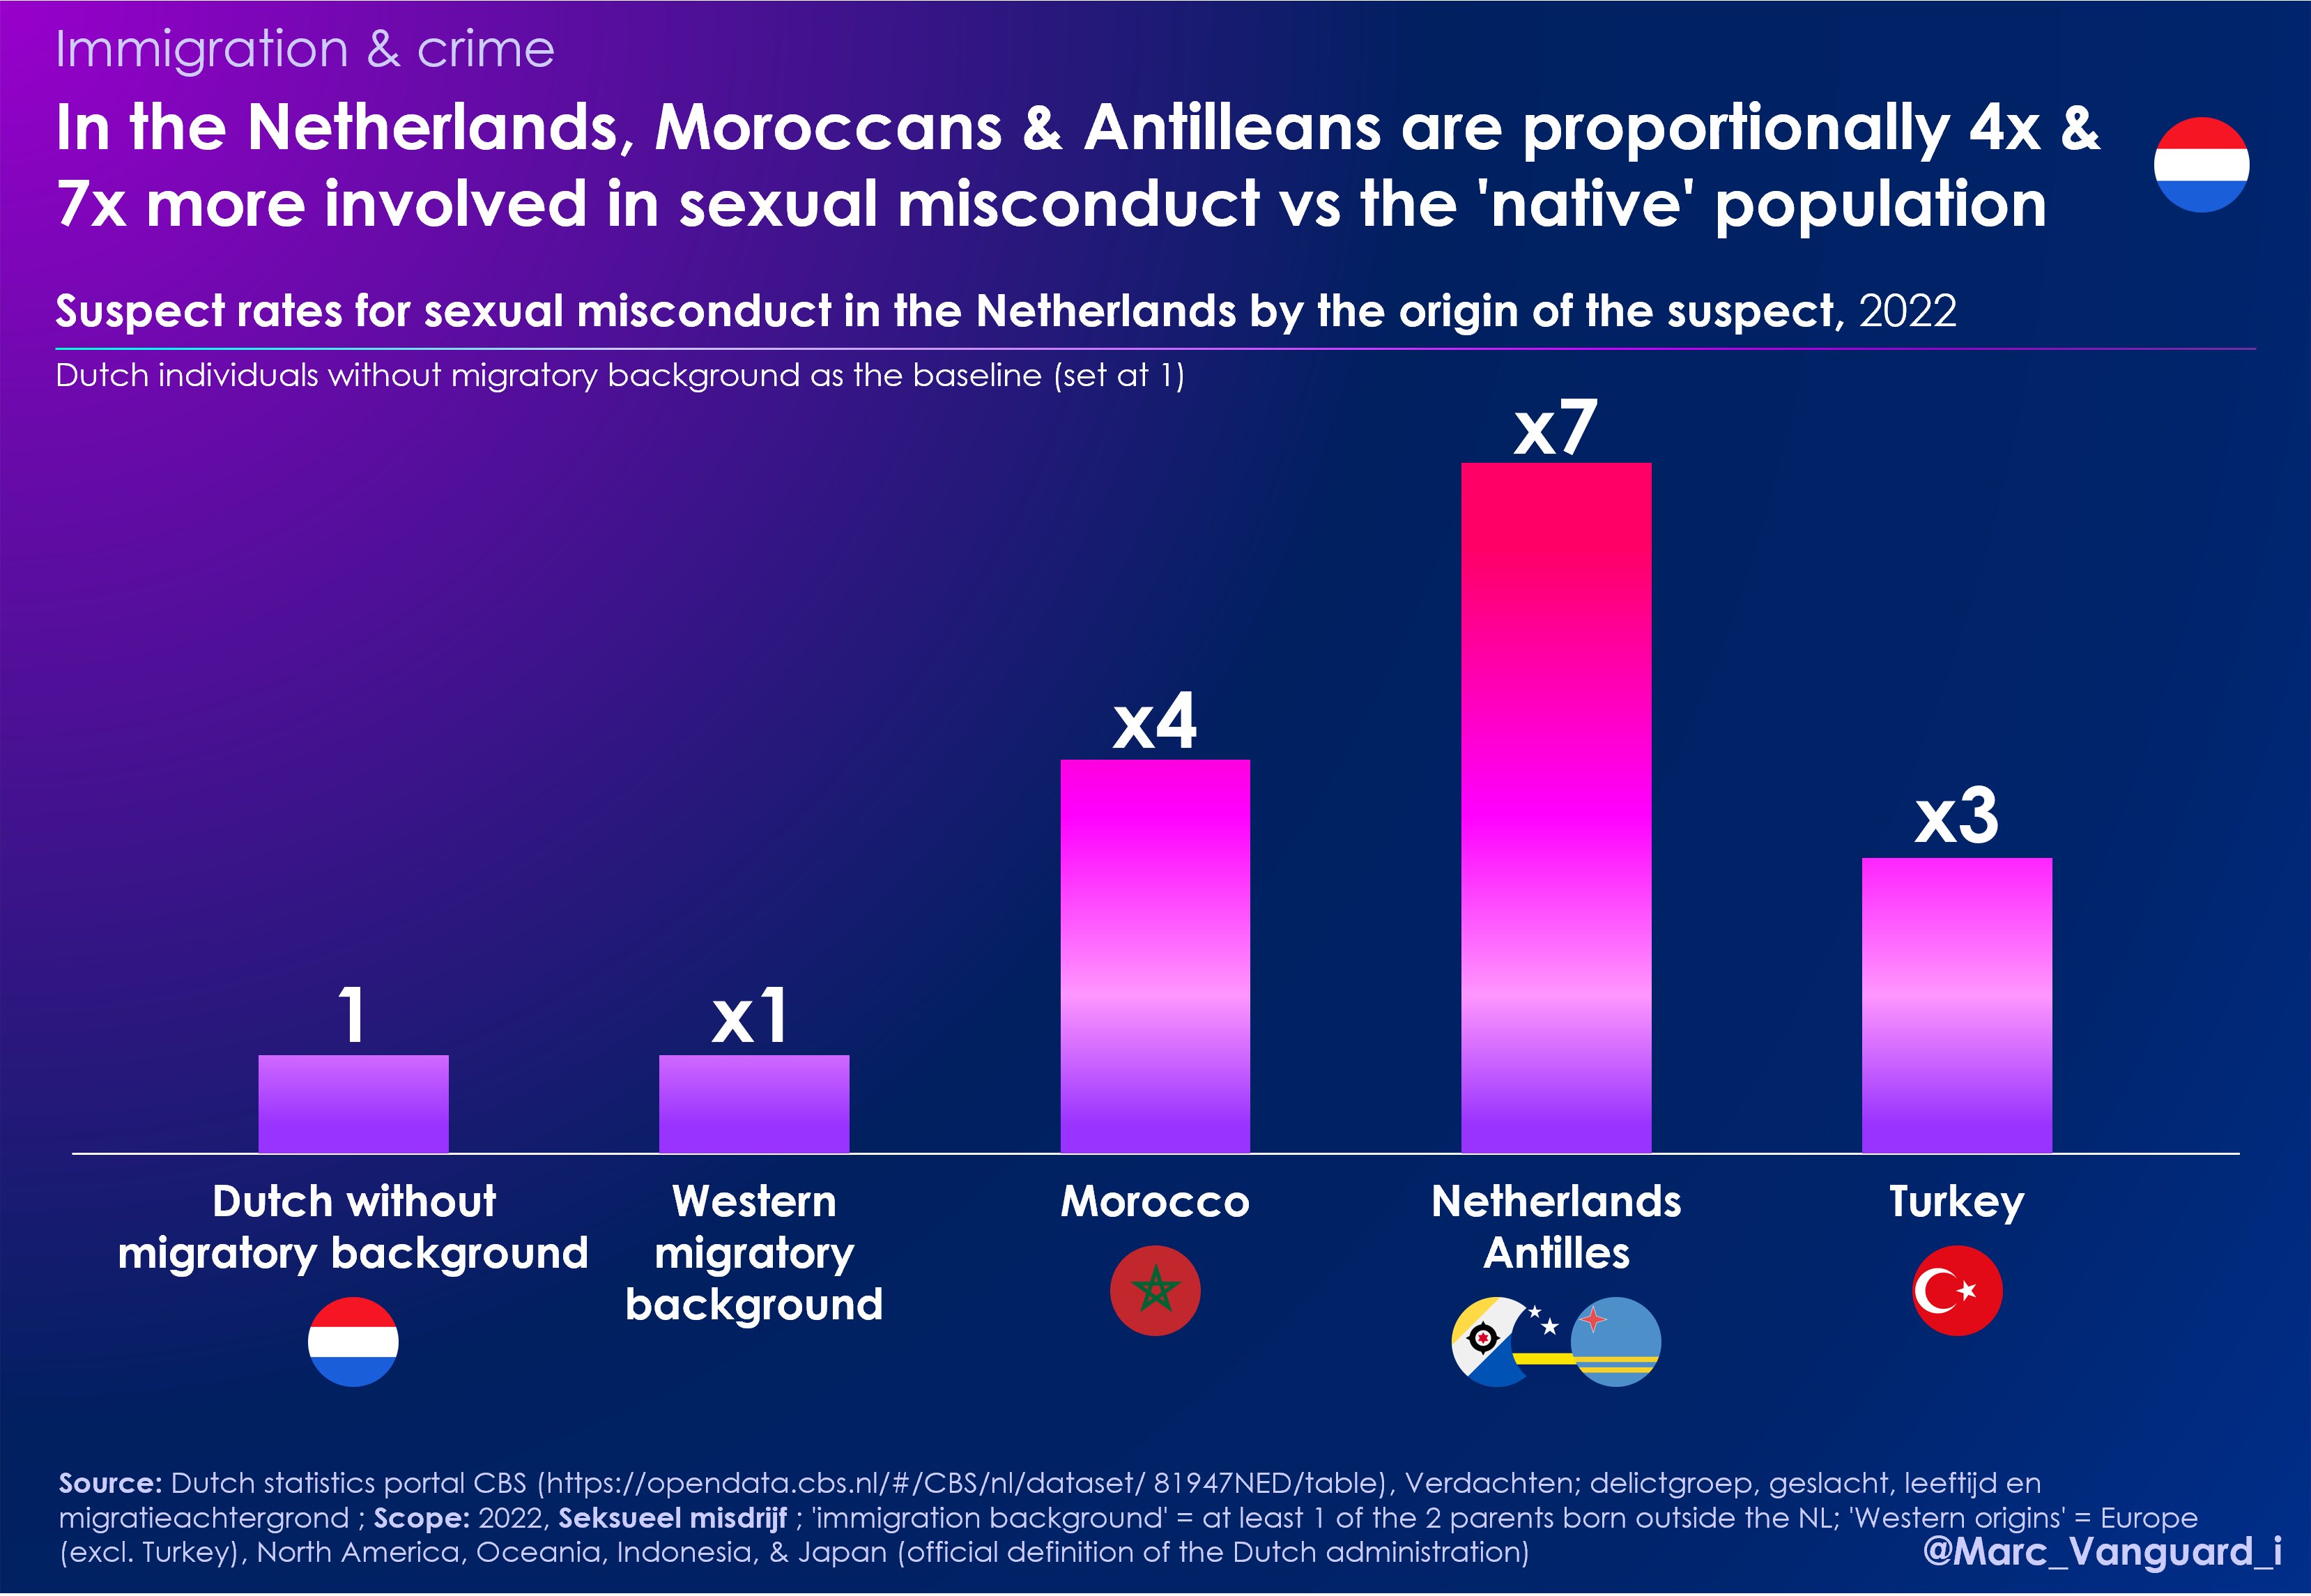 Immigration & crime
In the Netherlands, Moroccans & Antilleans are proportionally 4x &
7x more involved in sexual misconduct vs the 'native' population
Suspect rates for sexual misconduct in the Netherlands by the origin of the suspect, 2022
Dutch individuals without migratory background as the baseline (set at 1)
1
x1
x4
x7
x3
Dutch without
migratory background
Western
migratory
background
Morocco
Netherlands
Antilles
Turkey
Source: Dutch statistics portal CBS (https://opendata.cbs.nl/#/CBS/nl/dataset/ 81947NED/table), Verdachten; delictgroep, geslacht, leeftijd en
migratieachtergrond ; Scope: 2022, Seksueel misdrijf ; 'immigration background' = at least 1 of the 2 parents born outside the NL; 'Western origins' = Europe
(excl. Turkey), North America, Oceania, Indonesia, & Japan (official definition of the Dutch administration)
@Marc_Vanguard_i